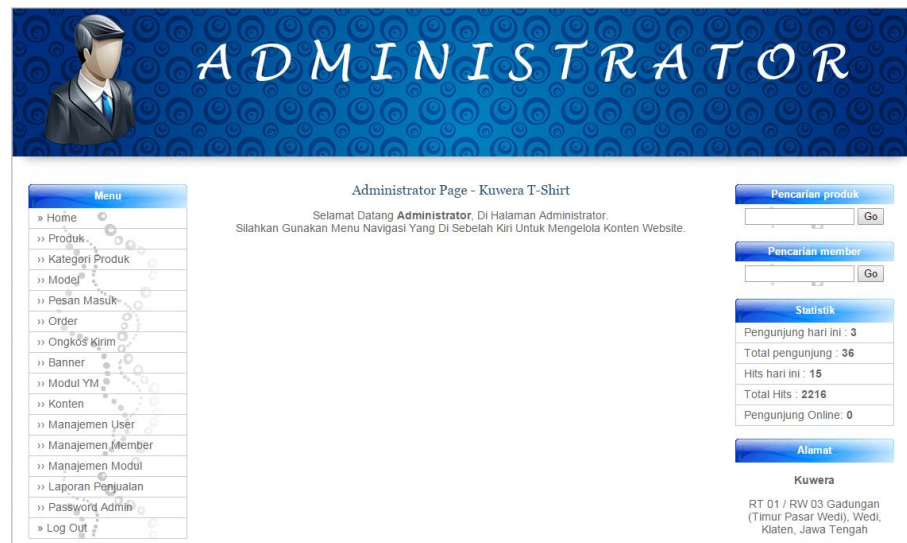 ADMINISTRATOR
Menu
» Home
›› Produk
›› Kategori Produk
›› Model
›› Pesan Masuk
›› Order
›› Ongkos Kirim
›› Banner
›› Modul YM
›› Konten
›› Manajemen User
›› Manajemen Member
›› Manajemen Modul
›› Laporan Penjualan
›› Password Admin
» Log Out
Administrator Page - Kuwera T-Shirt
Selamat Datang Administrator, Di Halaman Administrator.
Silahkan Gunakan Menu Navigasi Yang Di Sebelah Kiri Untuk Mengelola Konten Website.
Pencarian produk
Go
Pencarian member
Go
Statistik
Pengunjung hari ini : 3
Total pengunjung : 36
Hits hari ini : 15
Total Hits : 2216
Pengunjung Online: 0
Alamat
Kuwera
RT 01 / RW 03 Gadungan
(Timur Pasar Wedi), Wedi,
Klaten, Jawa Tengah